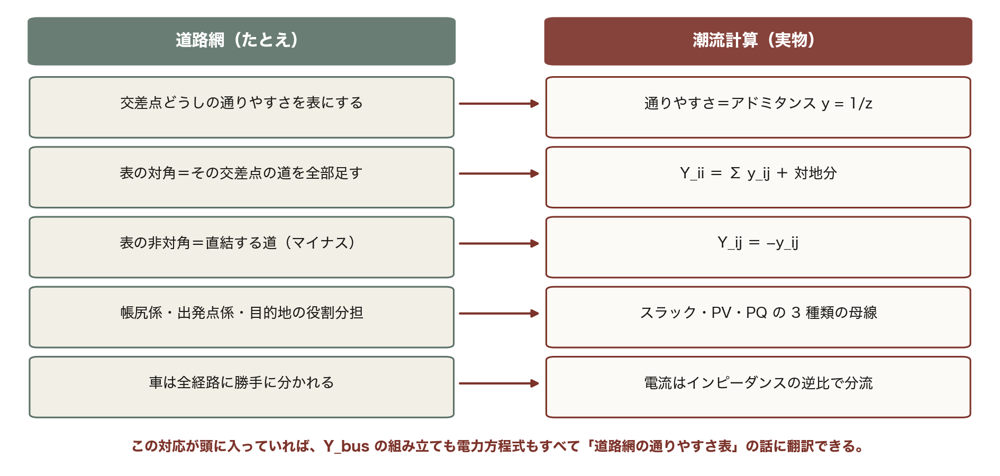 道路網（たとえ）
潮流計算（実物）
交差点どうしの通りやすさを表にする
通りやすさ＝アドミタンス y = 1/z
表の対角＝その交差点の道を全部足す
Y_ii ＝ Σ y_ij ＋ 対地分
表の非対角＝直結する道（マイナス）
Y_ij ＝ −y_ij
帳尻係・出発点係・目的地の役割分担
スラック・PV・PQ の 3 種類の母線
車は全経路に勝手に分かれる
電流はインピーダンスの逆比で分流
この対応が頭に入っていれば、Y_bus の組み立ても電力方程式もすべて「道路網の通りやすさ表」の話に翻訳できる。